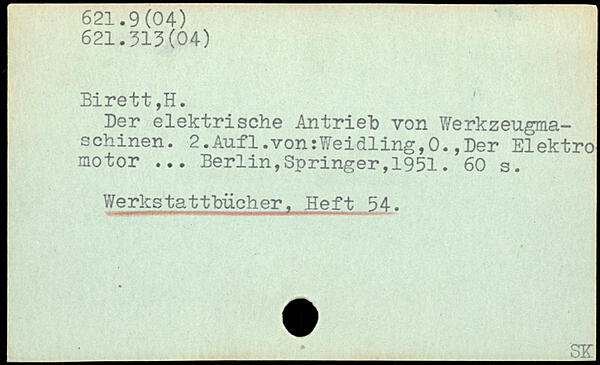 621.9(04)
621.313(04)
Birett,H.
Der elektrische Antrieb von Werkzeugma-
schinen. 2.Aufl.von:Weidling,O.,Der Elektro
motor ... Berlin,Springer,1951. 60 s.
Werkstattbücher, Heft 54.
SK